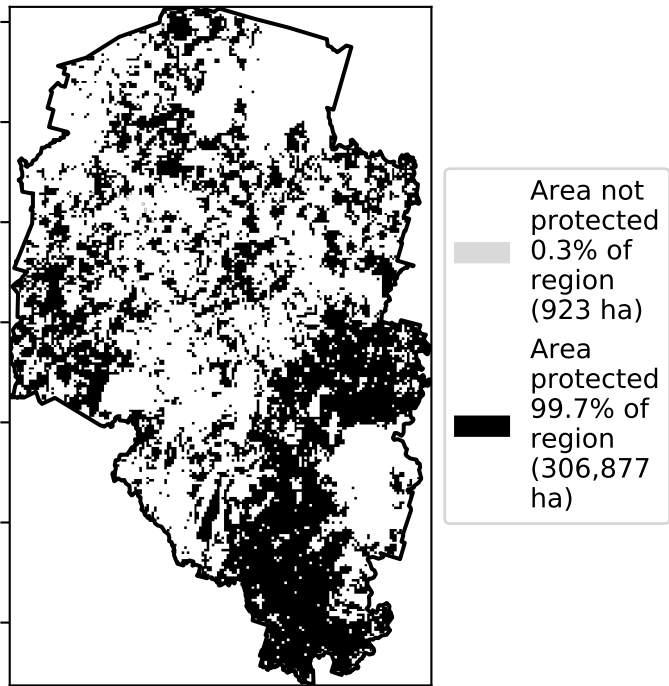 Area not
protected
0.3% of
region
(923 ha)
Area
protected
99.7% of
region
(306,877
ha)